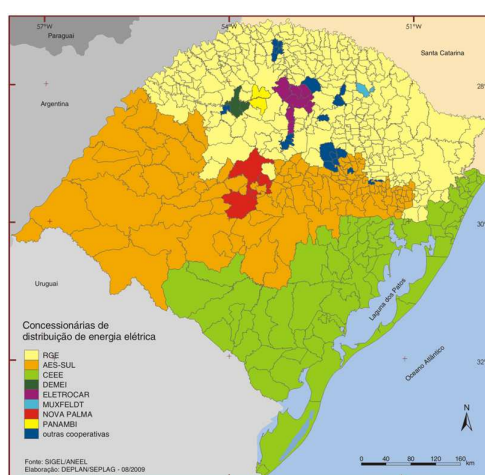 57°W
54°W
51°W
Paraguai
Santa Catarina
Argentina
28°
30°
Uruguai
Laguna dos Patos
Oceano Atlântico
32°
Concessionárias de
distribuição de energia elétrica
RGE
AES-SUL
CEEE
DEMEI
ELETROCAR
MUXFELDT
NOVA PALMA
PANAMBI
outras cooperativas
N
Fonte: SIGEL/ANEEL
Elaboração: DEPLAN/SEPLAG - 08/2009
0 40 80 120 160
km